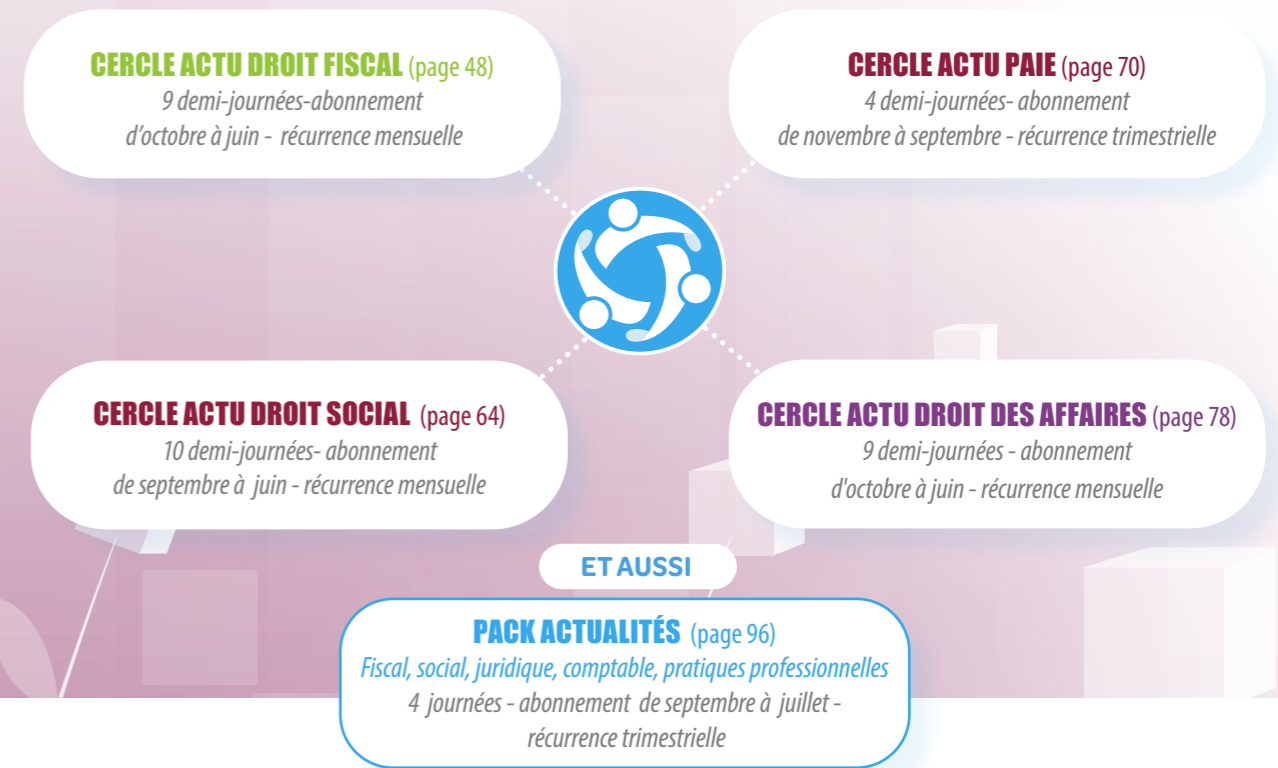 CERCLE ACTU DROIT FISCAL (page 48)
9 demi-journées-abonnement
d’octobre à juin - récurrence mensuelle
CERCLE ACTU PAIE (page 70)
4 demi-journées- abonnement
de novembre à septembre - récurrence trimestrielle
CERCLE ACTU DROIT SOCIAL (page 64)
10 demi-journées- abonnement
de septembre à juin - récurrence mensuelle
CERCLE ACTU DROIT DES AFFAIRES (page 78)
9 demi-journées - abonnement
d'octobre à juin - récurrence mensuelle
ET AUSSI
PACK ACTUALITÉS (page 96)
Fiscal, social, juridique, comptable, pratiques professionnelles
4 journées - abonnement de septembre à juillet -
récurrence trimestrielle